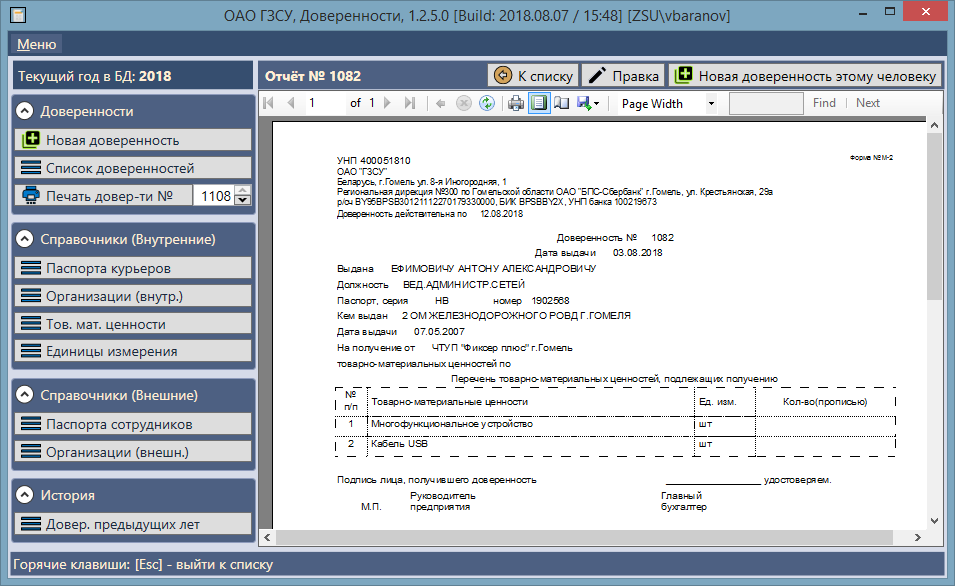 ОАО ГЗСУ, Доверенности, 1.2.5.0 [Build: 2018.08.07 / 15:48] [ZSU\vbaranov]
Меню
Текущий год в БД: 2018
Доверенности
Новая доверенность
Список доверенностей
Печать довер-ти № 1108
Справочники (Внутренние)
Паспорта курьеров
Организации (внутр.)
Тов. мат. ценности
Единицы измерения
Справочники (Внешние)
Паспорта сотрудников
Организации (внешн.)
История
Довер. предыдущих лет
Отчёт № 1082 К списку Правка Новая доверенность этому человеку
1 of 1 Page Width Find Next
УНП 400051810 Форма №М-2
ОАО "ГЗСУ"
Беларусь, г.Гомель ул. 8-я Иногородняя, 1
Региональная дирекция №300 по Гомельской области ОАО "БПС-Сбербанк" г.Гомель, ул. Крестьянская, 29а
р/сч BY95BPSB30121112270179330000, БИК BPSBBY2X, УНП банка 100219673
Доверенность действительна по 12.08.2018
Доверенность № 1082
Дата выдачи 03.08.2018
Выдана ЕФИМОВИЧУ АНТОНУ АЛЕКСАНДРОВИЧУ
Должность ВЕД.АДМИНИСТР.СЕТЕЙ
Паспорт, серия НВ номер 1902568
Кем выдан 2 ОМ ЖЕЛЕЗНОДОРОЖНОГО РОВД Г.ГОМЕЛЯ
Дата выдачи 07.05.2007
На получение от ЧТУП "Фиксер плюс" г.Гомель
товарно-материальных ценностей по
Перечень товарно-материальных ценностей, подлежащих получению
№ п/п Товарно-материальные ценности Ед. изм. Кол-во(прописью)
1 Многофункциональное устройство шт
2 Кабель USB шт
Подпись лица, получившего доверенность удостоверяем.
Руководитель Главный
М.П. предприятия бухгалтер
Горячие клавиши: [Esc] - выйти к списку